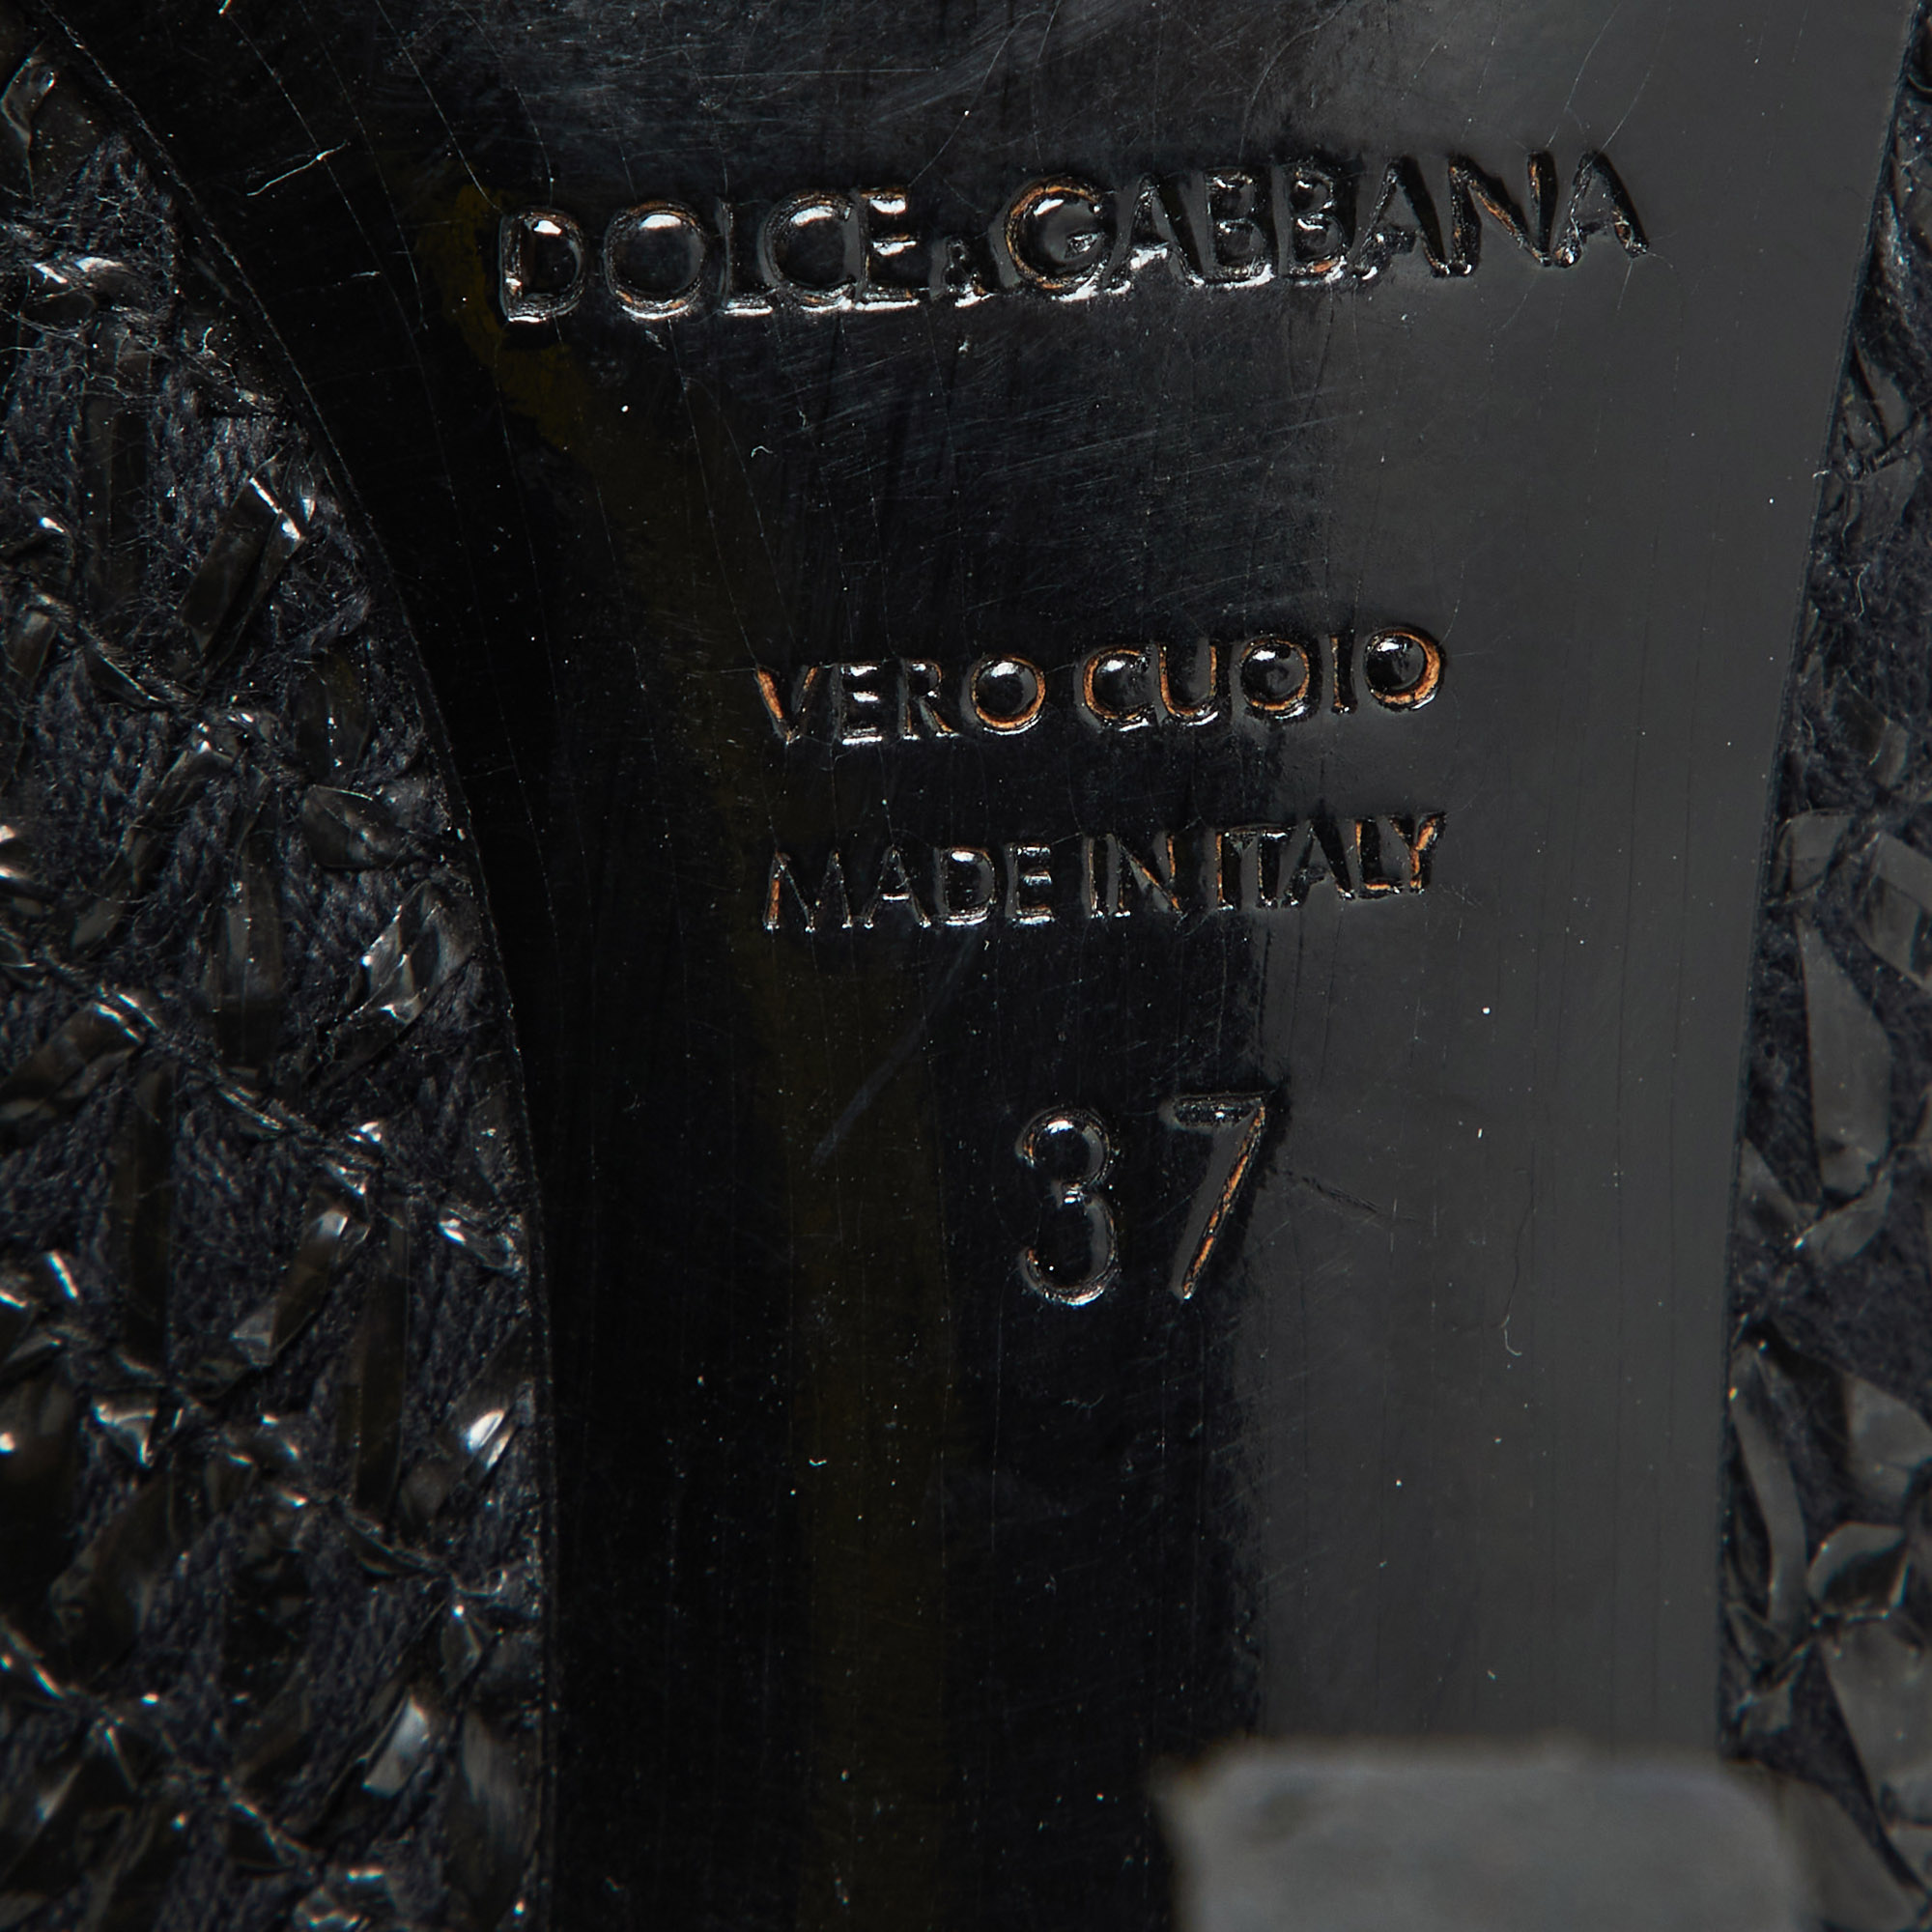 DOLCE & GABBANA
VERO CUOIO
MADE IN ITALY
37